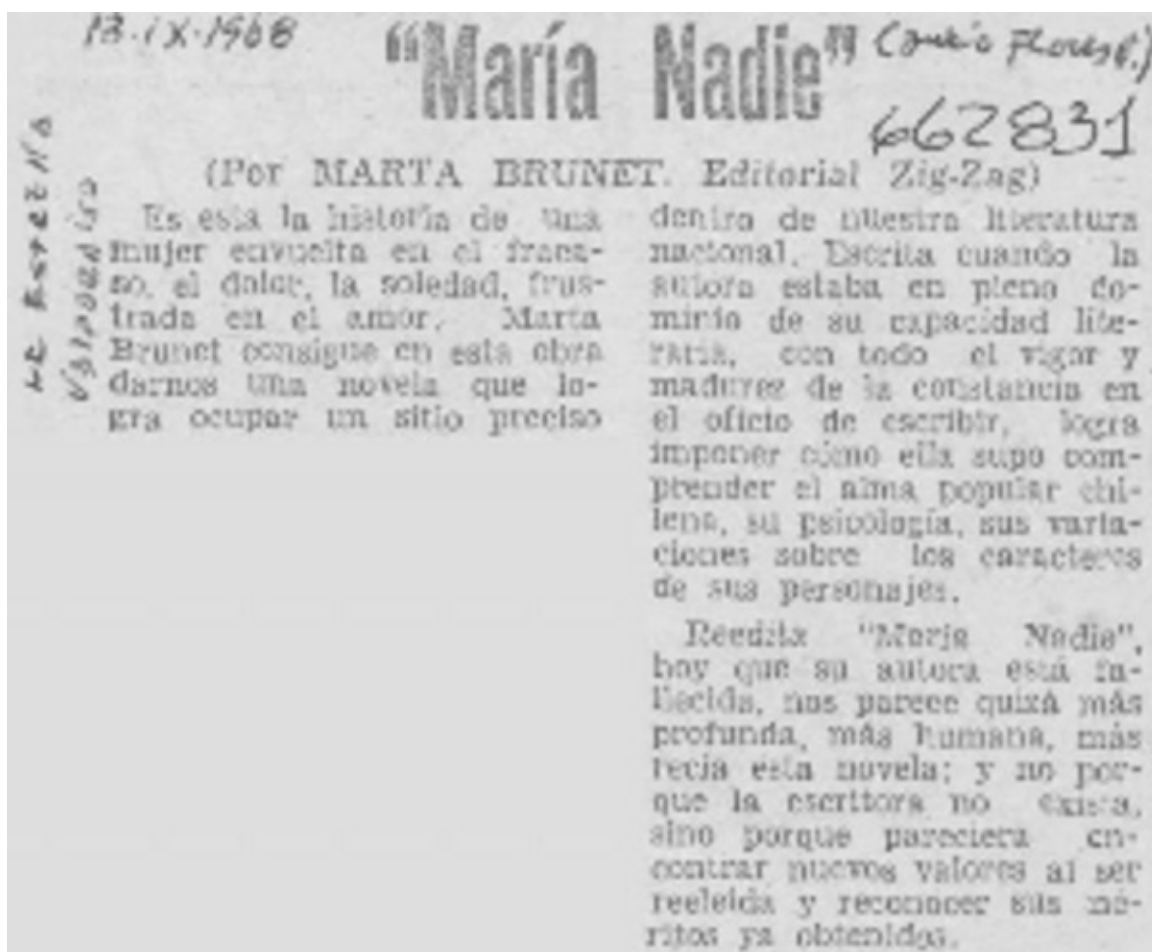 13·IX·1968
"María Nadie"
662831
LA ESTRELLA
VALPARAÍSO
(Por MARTA BRUNET. Editorial Zig-Zag)
Es esta la historia de una
mujer envuelta en el fraca-
so, el dolor, la soledad, frus-
trada en el amor. Marta
Brunet consigue en esta obra
darnos una novela que lo-
gra ocupar un sitio preciso
dentro de nuestra literatura
nacional. Escrita cuando la
autora estaba en pleno do-
minio de su capacidad lite-
raria, con todo el vigor y
madurez de la constancia en
el oficio de escribir, logra
imponer cómo ella supo com-
prender el alma popular chi-
lena, su psicología, sus varia-
ciones sobre los caracteres
de sus personajes.
Reedita "María Nadie",
hoy que su autora está fa-
llecida, nos parece quizá más
profunda, más humana, más
recia esta novela; y no por-
que la escritora no exista,
sino porque pareciera en-
contrar nuevos valores al ser
reeleída y reconocer sus mé-
ritos ya obtenidos.